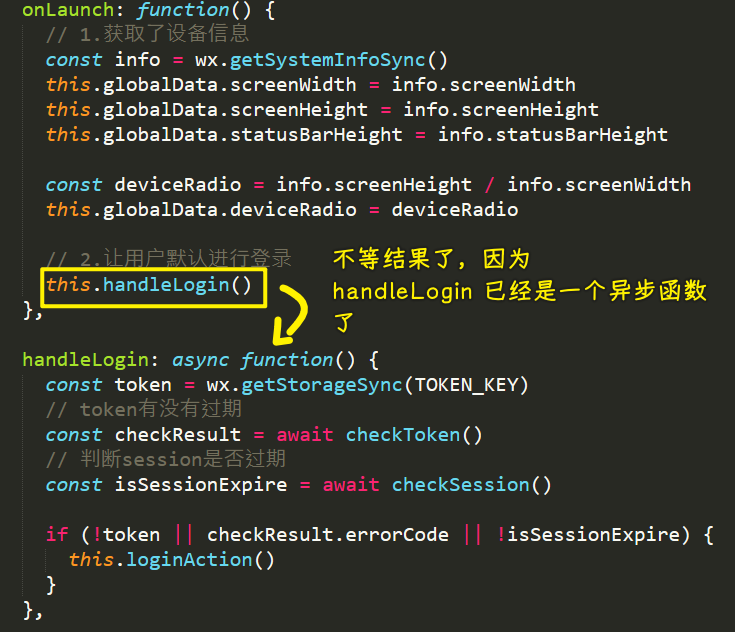 onLaunch: function() {
// 1.获取了设备信息
const info = wx.getSystemInfoSync()
this.globalData.screenWidth = info.screenWidth
this.globalData.screenHeight = info.screenHeight
this.globalData.statusBarHeight = info.statusBarHeight
const deviceRadio = info.screenHeight / info.screenWidth
this.globalData.deviceRadio = deviceRadio
// 2.让用户默认进行登录
this.handleLogin()
},
不等结果了，因为
handleLogin 已经是一个异步函数
了
handleLogin: async function() {
const token = wx.getStorageSync(TOKEN_KEY)
// token有没有过期
const checkResult = await checkToken()
// 判断session是否过期
const isSessionExpire = await checkSession()
if (!token || checkResult.errorCode || !isSessionExpire) {
this.loginAction()
}
},